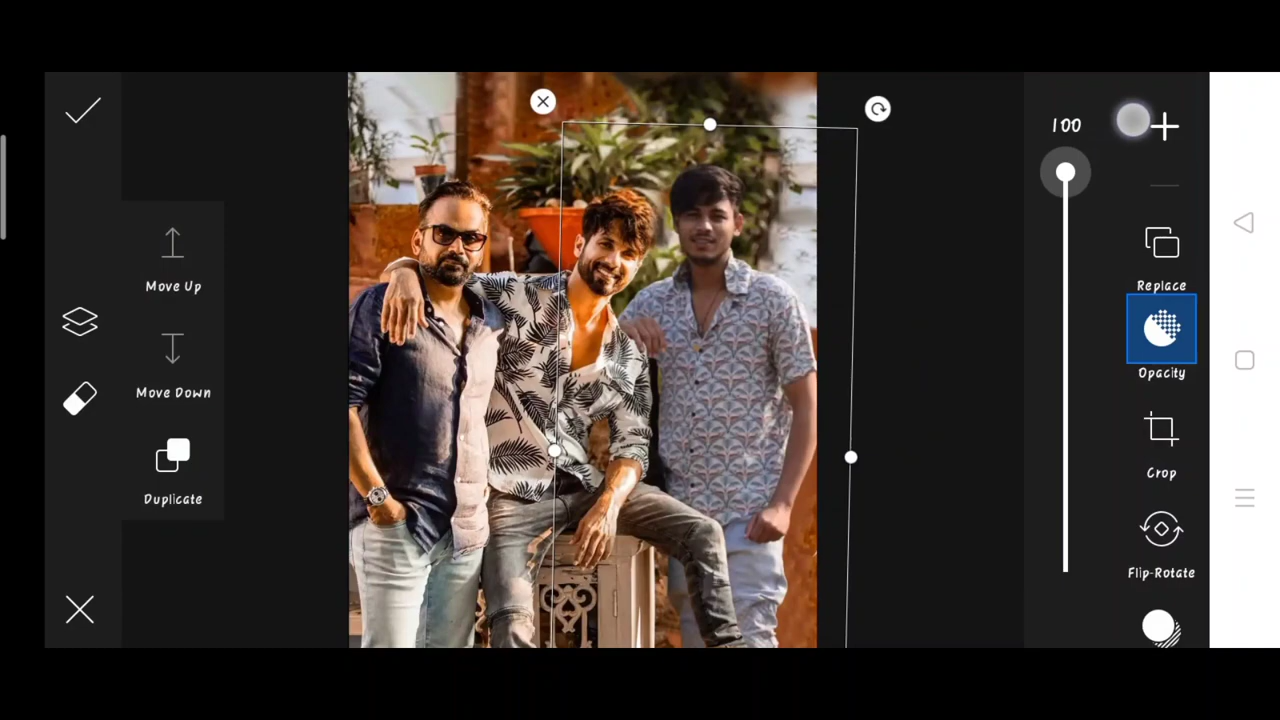 100
Move Up
Move Down
Duplicate
Replace
Opacity
Crop
Flip-Rotate